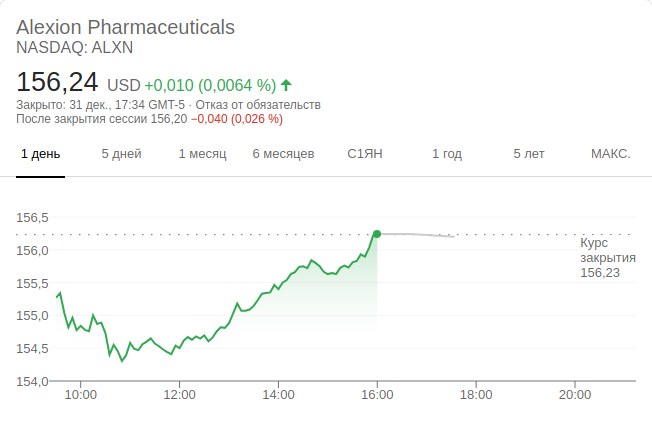 Alexion Pharmaceuticals
NASDAQ: ALXN
156,24 USD +0,010 (0,0064 %)
Закрыто: 31 дек., 17:34 GMT-5 · Отказ от обязательств
После закрытия сессии 156,20 −0,040 (0,026 %)
1 день 5 дней 1 месяц 6 месяцев С1ЯН 1 год 5 лет МАКС.
156,5
156,0
155,5
155,0
154,5
154,0
Курс
закрытия
156,23
10:00 12:00 14:00 16:00 18:00 20:00